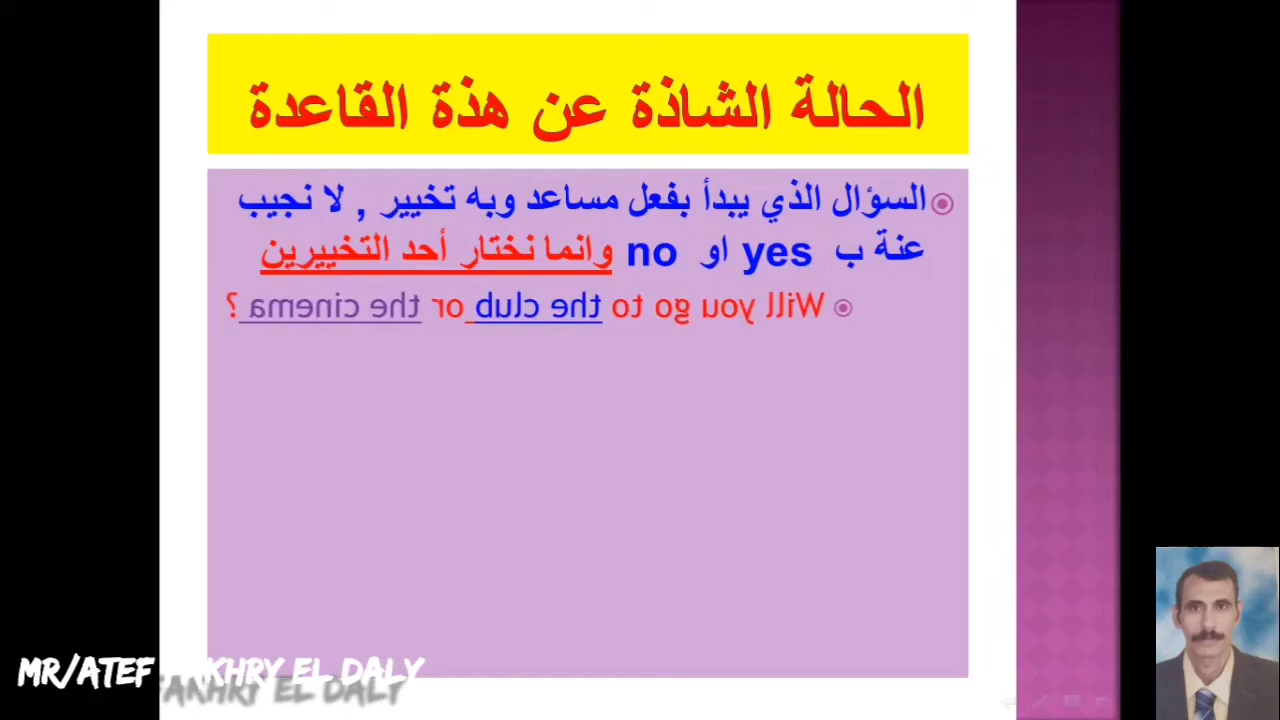 الحالة الشاذة عن هذة القاعدة
السؤال الذي يبدأ بفعل مساعد وبه تخيير , لا نجيب
عنة ب yes او no وانما نختار أحد التخييرين
Will you go to the club or the cinema ?
MR/ATEF FAKHRY EL DALY